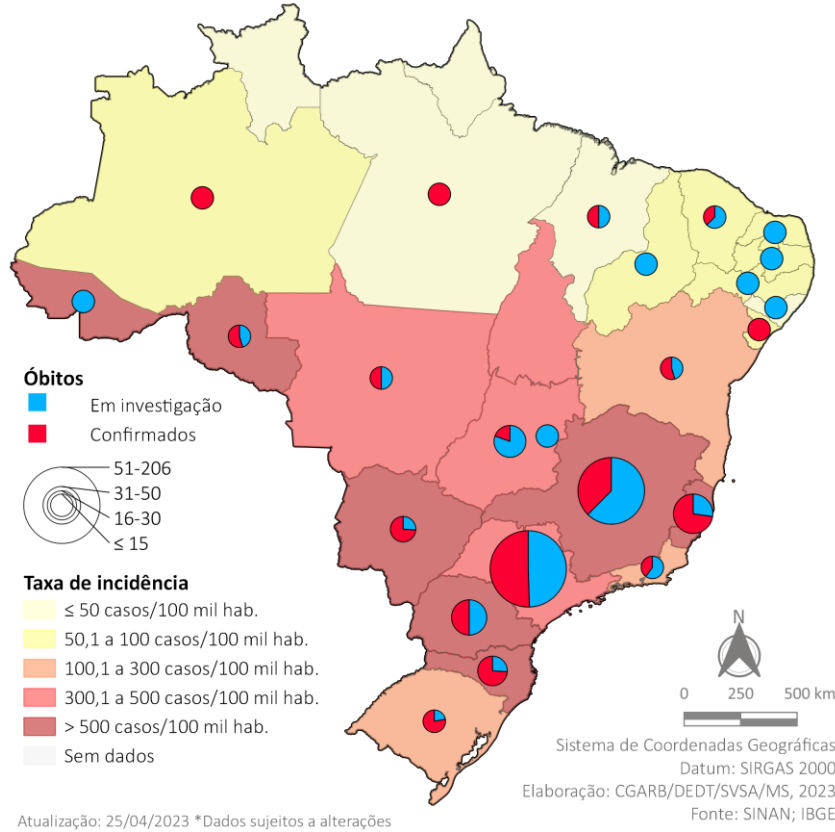 Óbitos
Em investigação
Confirmados
51-206
31-50
16-30
≤ 15
Taxa de incidência
≤ 50 casos/100 mil hab.
50,1 a 100 casos/100 mil hab.
100,1 a 300 casos/100 mil hab.
300,1 a 500 casos/100 mil hab.
> 500 casos/100 mil hab.
Sem dados
N
0 250 500 km
Sistema de Coordenadas Geográficas
Datum: SIRGAS 2000
Elaboração: CGARB/DEDT/SVSA/MS, 2023
Fonte: SINAN; IBGE
Atualização: 25/04/2023 *Dados sujeitos a alterações